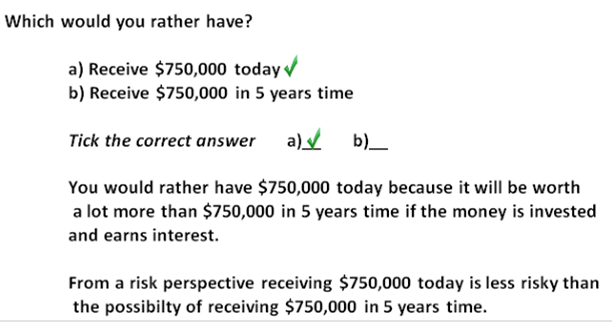 Which would you rather have?
a) Receive $750,000 today ✓
b) Receive $750,000 in 5 years time
Tick the correct answer a)✓ b)__
You would rather have $750,000 today because it will be worth
a lot more than $750,000 in 5 years time if the money is invested
and earns interest.
From a risk perspective receiving $750,000 today is less risky than
the possibilty of receiving $750,000 in 5 years time.